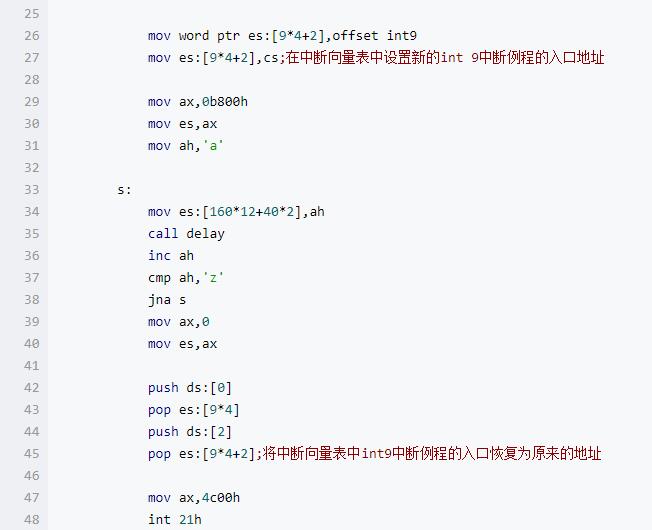 25
26 mov word ptr es:[9*4+2],offset int9
27 mov es:[9*4+2],cs;在中断向量表中设置新的int 9中断例程的入口地址
28
29 mov ax,0b800h
30 mov es,ax
31 mov ah,'a'
32
33 s:
34 mov es:[160*12+40*2],ah
35 call delay
36 inc ah
37 cmp ah,'z'
38 jna s
39 mov ax,0
40 mov es,ax
41
42 push ds:[0]
43 pop es:[9*4]
44 push ds:[2]
45 pop es:[9*4+2];将中断向量表中int9中断例程的入口恢复为原来的地址
46
47 mov ax,4c00h
48 int 21h